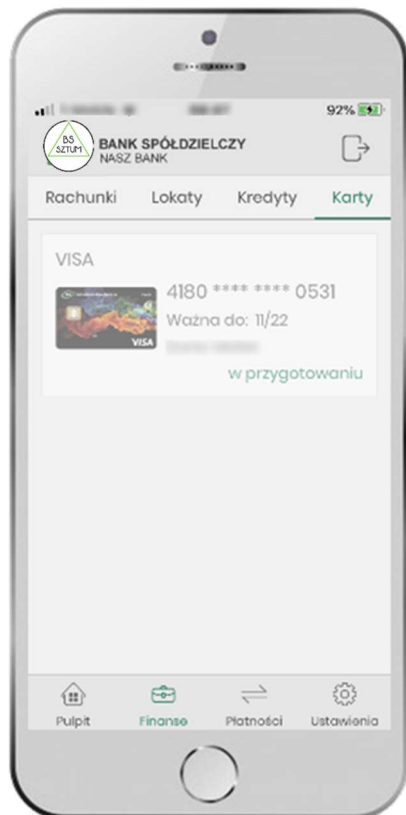 92%
BS
SZTUM
BANK SPÓŁDZIELCZY
NASZ BANK
Rachunki Lokaty Kredyty Karty
VISA
4180 **** **** 0531
Ważna do: 11/22
VISA
w przygotowaniu
Pulpit Finanse Płatności Ustawienia